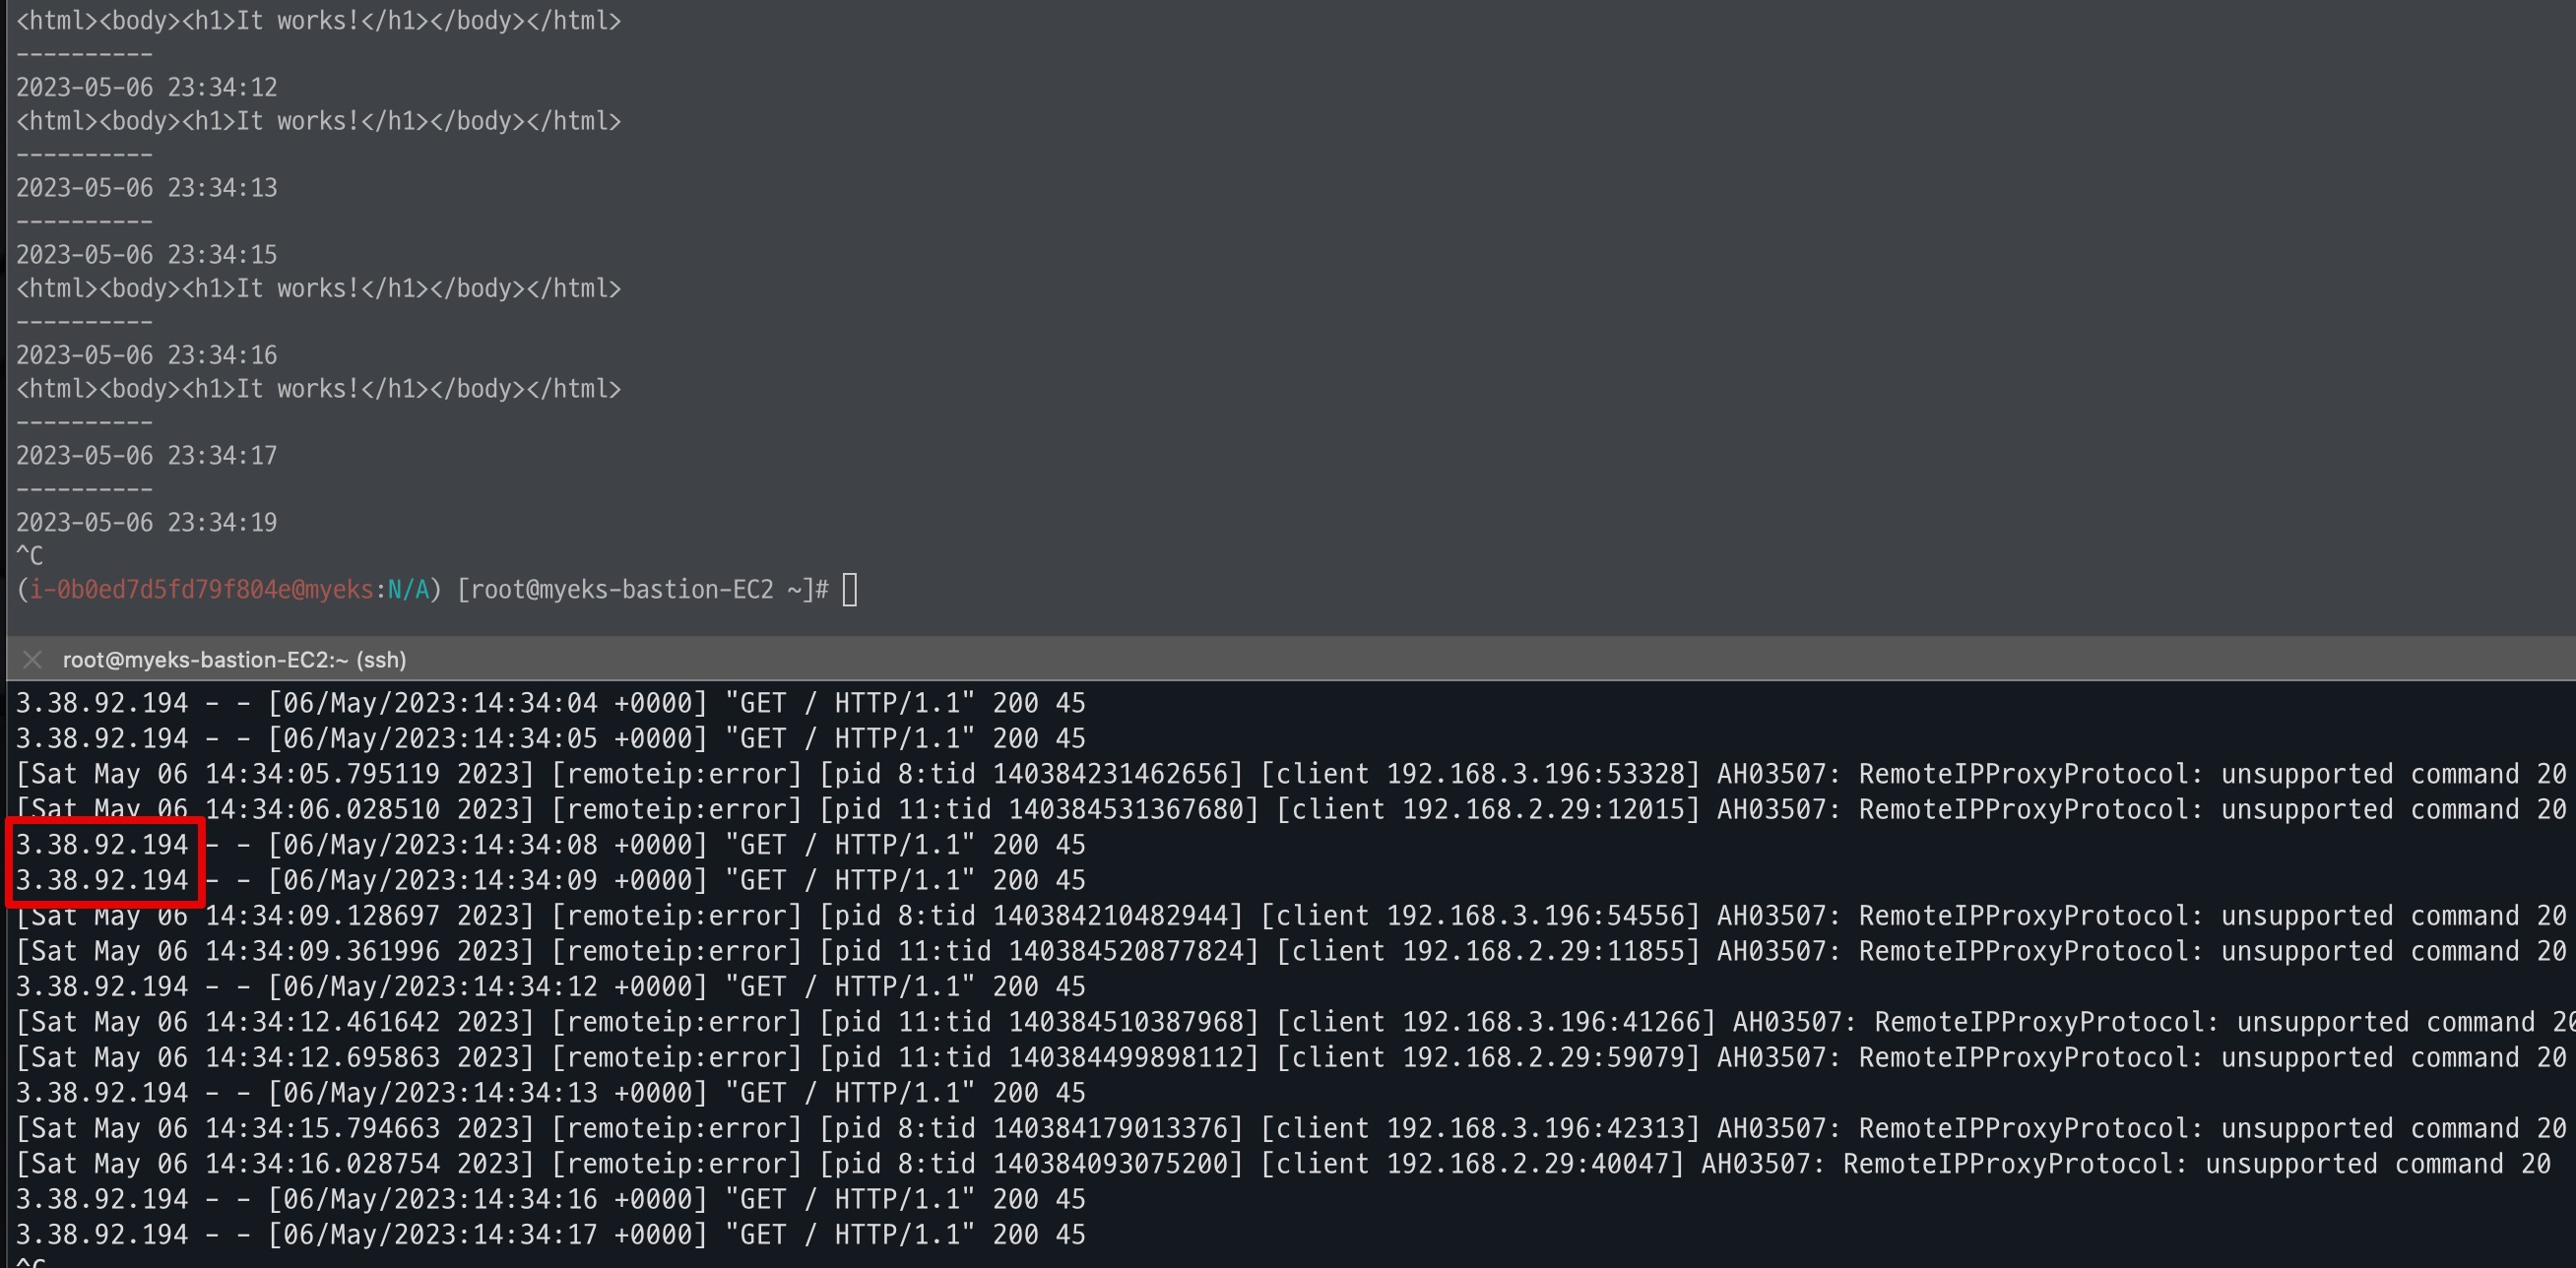 <html><body><h1>It works!</h1></body></html>
----------
2023-05-06 23:34:12
<html><body><h1>It works!</h1></body></html>
----------
2023-05-06 23:34:13
----------
2023-05-06 23:34:15
<html><body><h1>It works!</h1></body></html>
----------
2023-05-06 23:34:16
<html><body><h1>It works!</h1></body></html>
----------
2023-05-06 23:34:17
----------
2023-05-06 23:34:19
^C
(i-0b0ed7d5fd79f804e@myeks:N/A) [root@myeks-bastion-EC2 ~]#
root@myeks-bastion-EC2:~ (ssh)
3.38.92.194 - - [06/May/2023:14:34:04 +0000] "GET / HTTP/1.1" 200 45
3.38.92.194 - - [06/May/2023:14:34:05 +0000] "GET / HTTP/1.1" 200 45
[Sat May 06 14:34:05.795119 2023] [remoteip:error] [pid 8:tid 140384231462656] [client 192.168.3.196:53328] AH03507: RemoteIPProxyProtocol: unsupported command 20
[Sat May 06 14:34:06.028510 2023] [remoteip:error] [pid 11:tid 140384531367680] [client 192.168.2.29:12015] AH03507: RemoteIPProxyProtocol: unsupported command 20
3.38.92.194 - - [06/May/2023:14:34:08 +0000] "GET / HTTP/1.1" 200 45
3.38.92.194 - - [06/May/2023:14:34:09 +0000] "GET / HTTP/1.1" 200 45
[Sat May 06 14:34:09.128697 2023] [remoteip:error] [pid 8:tid 140384210482944] [client 192.168.3.196:54556] AH03507: RemoteIPProxyProtocol: unsupported command 20
[Sat May 06 14:34:09.361996 2023] [remoteip:error] [pid 11:tid 140384520877824] [client 192.168.2.29:11855] AH03507: RemoteIPProxyProtocol: unsupported command 20
3.38.92.194 - - [06/May/2023:14:34:12 +0000] "GET / HTTP/1.1" 200 45
[Sat May 06 14:34:12.461642 2023] [remoteip:error] [pid 11:tid 140384510387968] [client 192.168.3.196:41266] AH03507: RemoteIPProxyProtocol: unsupported command 20
[Sat May 06 14:34:12.695863 2023] [remoteip:error] [pid 11:tid 140384499898112] [client 192.168.2.29:59079] AH03507: RemoteIPProxyProtocol: unsupported command 20
3.38.92.194 - - [06/May/2023:14:34:13 +0000] "GET / HTTP/1.1" 200 45
[Sat May 06 14:34:15.794663 2023] [remoteip:error] [pid 8:tid 140384179013376] [client 192.168.3.196:42313] AH03507: RemoteIPProxyProtocol: unsupported command 20
[Sat May 06 14:34:16.028754 2023] [remoteip:error] [pid 8:tid 140384093075200] [client 192.168.2.29:40047] AH03507: RemoteIPProxyProtocol: unsupported command 20
3.38.92.194 - - [06/May/2023:14:34:16 +0000] "GET / HTTP/1.1" 200 45
3.38.92.194 - - [06/May/2023:14:34:17 +0000] "GET / HTTP/1.1" 200 45
^C